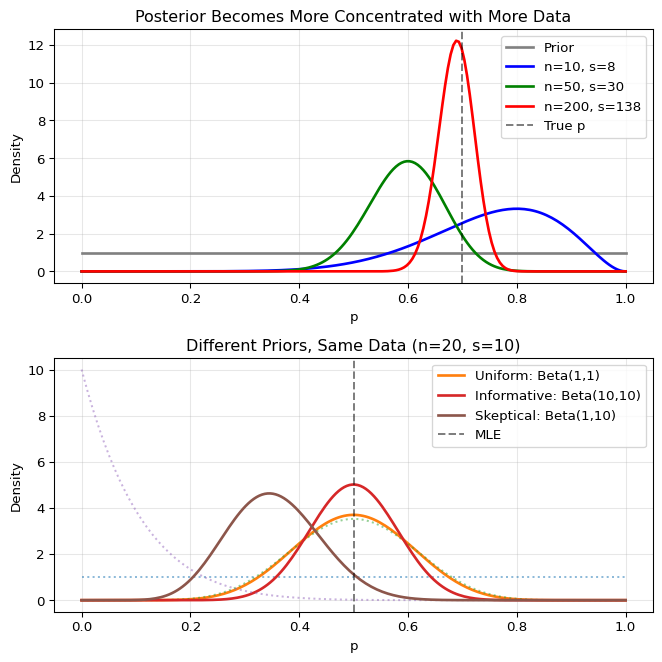 Posterior Becomes More Concentrated with More Data
Density
12
10
8
6
4
2
0
Prior
n=10, s=8
n=50, s=30
n=200, s=138
True p
0.0 0.2 0.4 0.6 0.8 1.0
p
Different Priors, Same Data (n=20, s=10)
Density
10
8
6
4
2
0
Uniform: Beta(1,1)
Informative: Beta(10,10)
Skeptical: Beta(1,10)
MLE
0.0 0.2 0.4 0.6 0.8 1.0
p